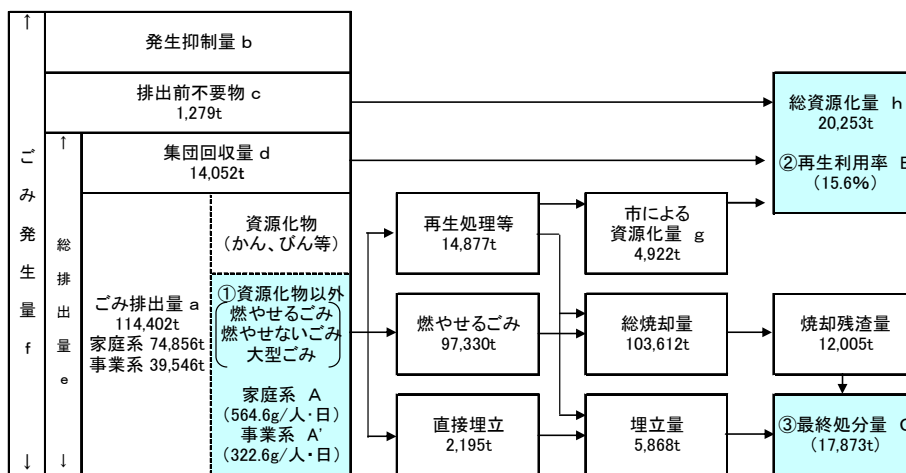 ↑
ごみ発生量 f
↓
発生抑制量 b
排出前不要物 c
1,279t
↑
総排出量 e
↓
集団回収量 d
14,052t
ごみ排出量 a
114,402t
家庭系 74,856t
事業系 39,546t
資源化物
(かん、びん等)
①資源化物以外
燃やせるごみ
燃やせないごみ
大型ごみ
家庭系 A
(564.6g/人・日)
事業系 A'
(322.6g/人・日)
再生処理等
14,877t
燃やせるごみ
97,330t
直接埋立
2,195t
市による
資源化量 g
4,922t
総焼却量
103,612t
埋立量
5,868t
総資源化量 h
20,253t
②再生利用率
(15.6%)
焼却残渣量
12,005t
③最終処分量
(17,873t)